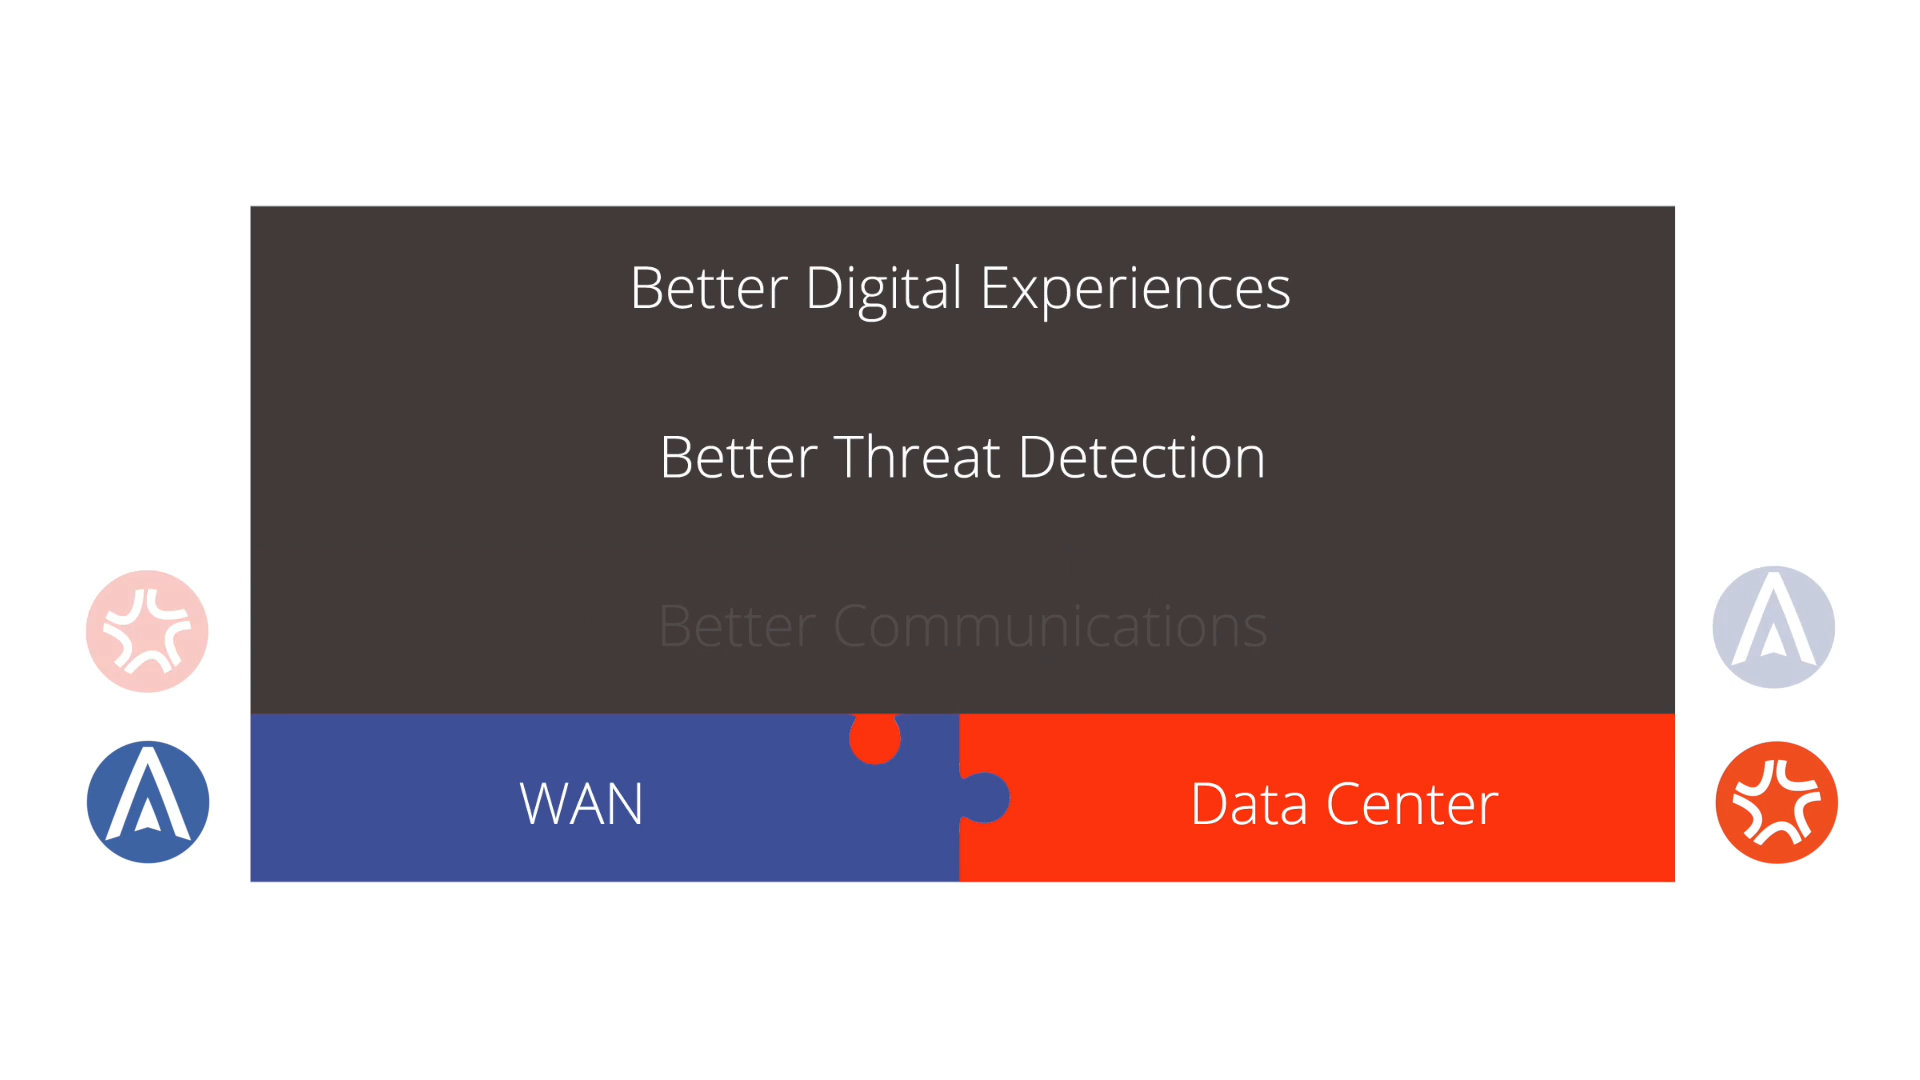 Better Digital Experiences
Better Threat Detection
Better Communications
WAN
Data Center